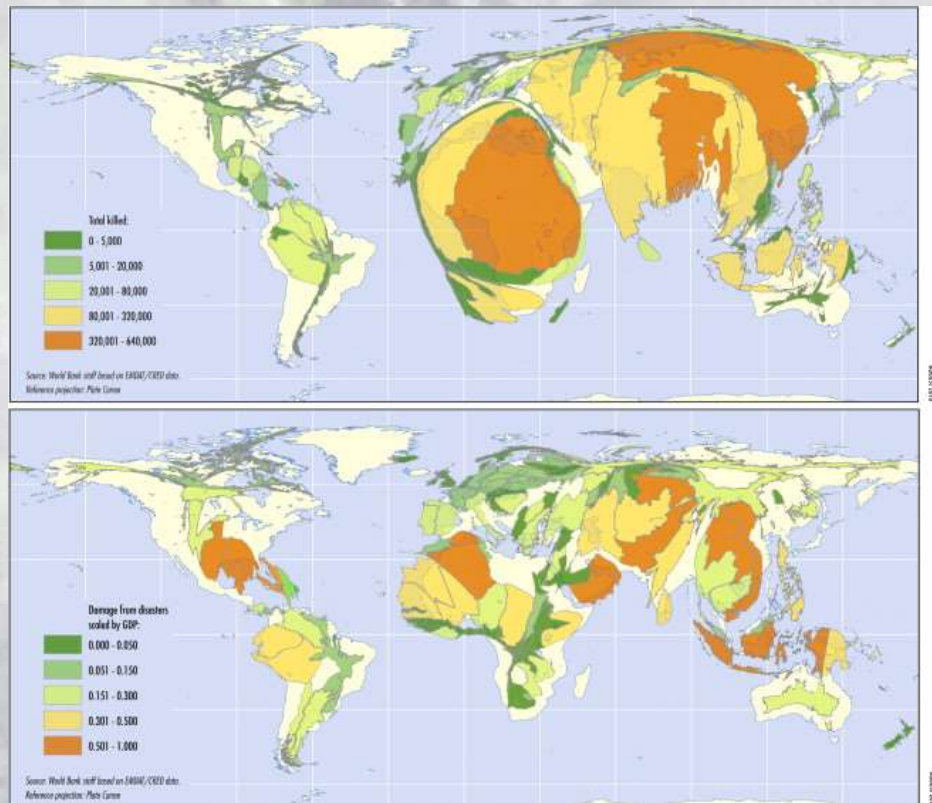 Total killed:
0 - 5,000
5,001 - 20,000
20,001 - 80,000
80,001 - 320,000
320,001 - 640,000
Source: World Bank staff based on EMDAT/CRED data.
Reference projection: Plate Carree
Damage from disasters
scaled by GDP:
0.000 - 0.050
0.051 - 0.150
0.151 - 0.300
0.301 - 0.500
0.501 - 1.000
Source: World Bank staff based on EMDAT/CRED data.
Reference projection: Plate Carree